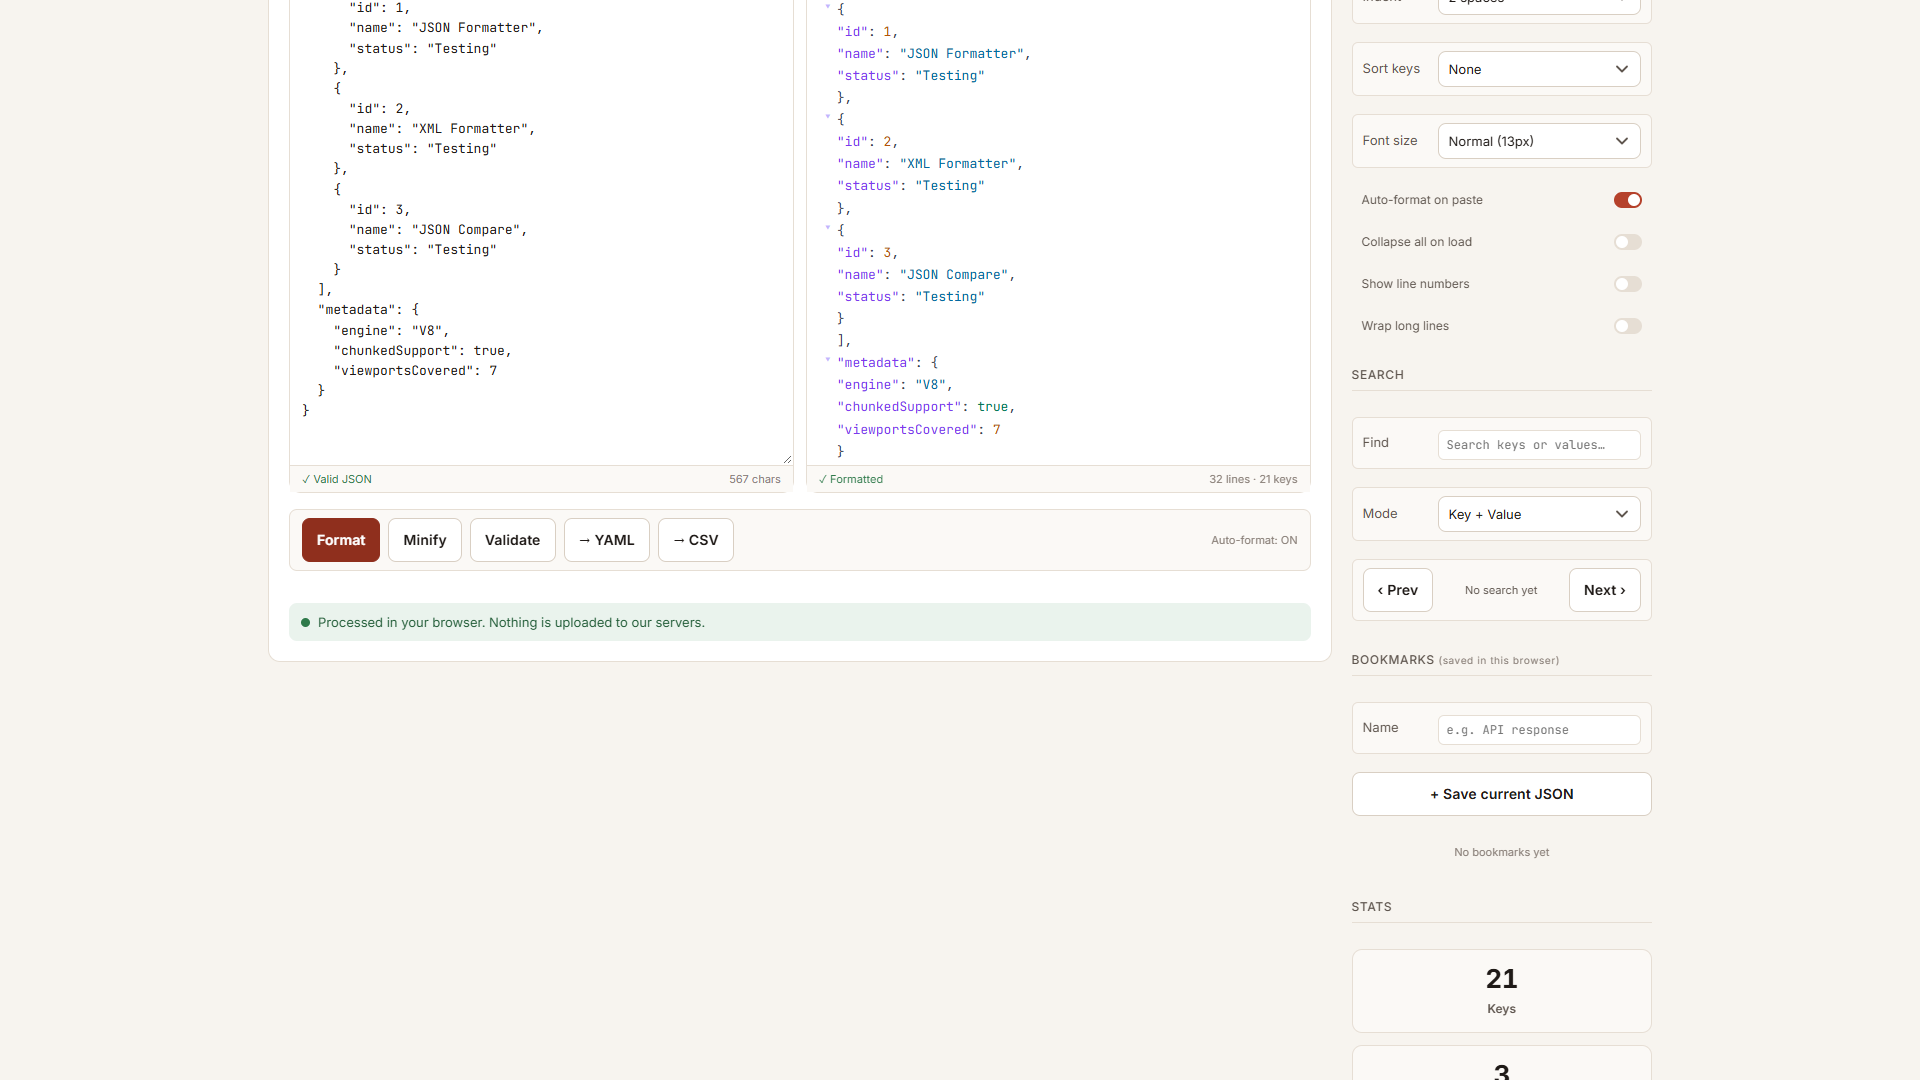 "id": 1,
"name": "JSON Formatter",
"status": "Testing"
},
{
"id": 2,
"name": "XML Formatter",
"status": "Testing"
},
{
"id": 3,
"name": "JSON Compare",
"status": "Testing"
}
],
"metadata": {
"engine": "V8",
"chunkedSupport": true,
"viewportsCovered": 7
}
}
✓ Valid JSON
567 chars
{
"id": 1,
"name": "JSON Formatter",
"status": "Testing"
},
{
"id": 2,
"name": "XML Formatter",
"status": "Testing"
},
{
"id": 3,
"name": "JSON Compare",
"status": "Testing"
}
],
"metadata": {
"engine": "V8",
"chunkedSupport": true,
"viewportsCovered": 7
}
✓ Formatted
32 lines · 21 keys
Format
Minify
Validate
→ YAML
→ CSV
Auto-format: ON
Processed in your browser. Nothing is uploaded to our servers.
Sort keys
None
Font size
Normal (13px)
Auto-format on paste
Collapse all on load
Show line numbers
Wrap long lines
SEARCH
Find
Search keys or values…
Mode
Key + Value
‹ Prev
No search yet
Next ›
BOOKMARKS (saved in this browser)
Name
e.g. API response
+ Save current JSON
No bookmarks yet
STATS
21
Keys
3